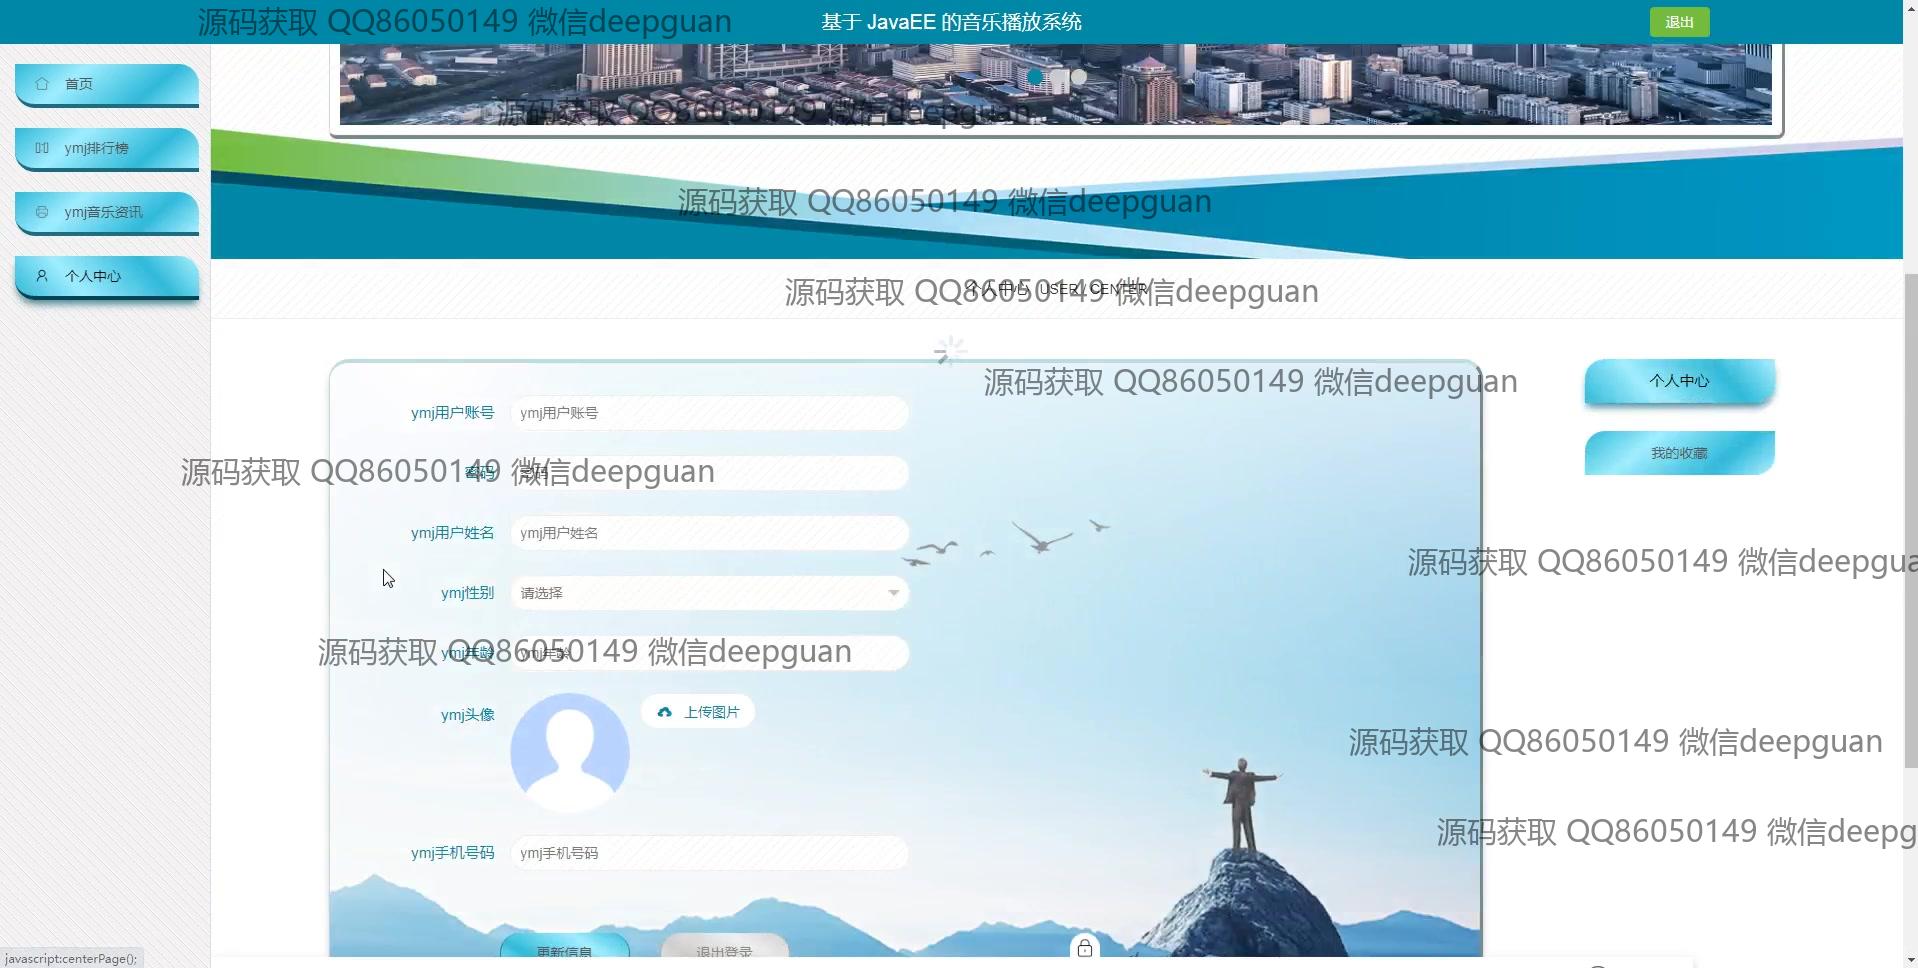 源码获取 QQ86050149 微信deepguan
基于 JavaEE 的音乐播放系统
退出
首页
源码获取 QQ86050149 微信deepguan
ymj排行榜
源码获取 QQ86050149 微信deepguan
ymj音乐资讯
个人中心
个人中心 USER / CENTER
源码获取 QQ86050149 微信deepguan
源码获取 QQ86050149 微信deepguan
个人中心
ymj用户账号 ymj用户账号
我的收藏
源码获取 QQ86050149 微信deepguan
密码 密码
ymj用户姓名 ymj用户姓名
源码获取 QQ86050149 微信deepgua
ymj性别 请选择
源码获取 QQ86050149 微信deepguan
ymj年龄 ymj年龄
ymj头像 上传图片
源码获取 QQ86050149 微信deepguan
源码获取 QQ86050149 微信deepg
ymj手机号码 ymj手机号码
更新信息 退出登录
javascript:centerPage();